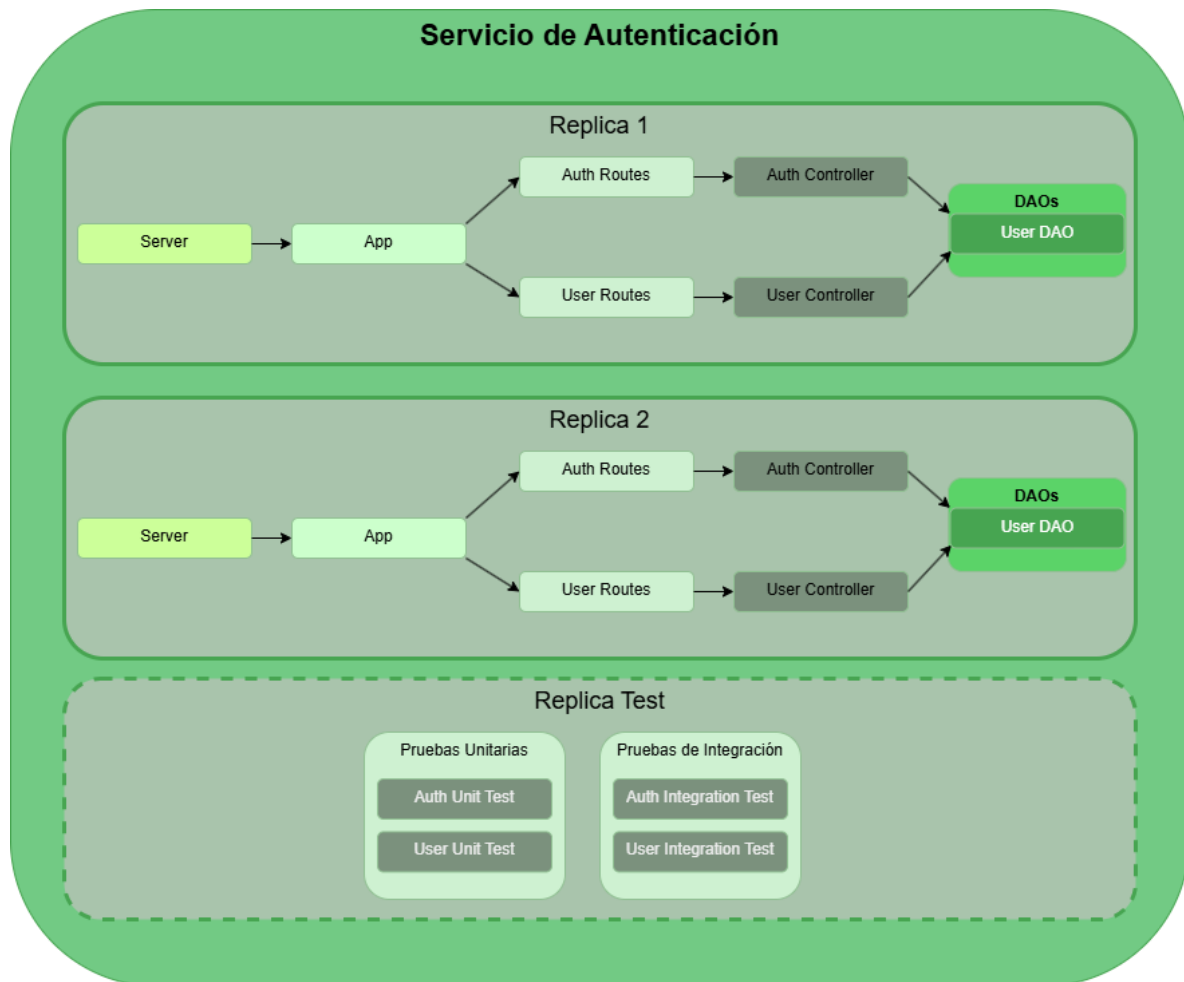 Servicio de Autenticación
Replica 1
Auth Routes
Auth Controller
DAOs
User DAO
Server
App
User Routes
User Controller
Replica 2
Auth Routes
Auth Controller
DAOs
User DAO
Server
App
User Routes
User Controller
Replica Test
Pruebas Unitarias
Auth Unit Test
User Unit Test
Pruebas de Integración
Auth Integration Test
User Integration Test